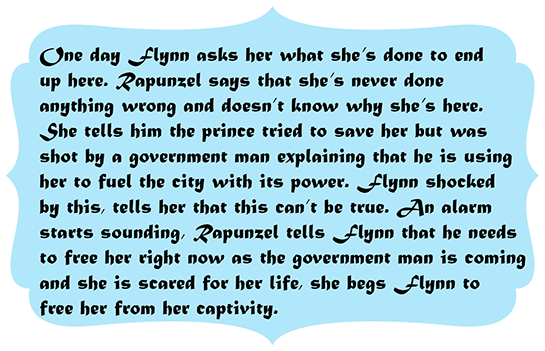 One day Flynn asks her what she's done to end
up here. Rapunzel says that she's never done
anything wrong and doesn't know why she's here.
She tells him the prince tried to save her but was
shot by a government man explaining that he is using
her to fuel the city with its power. Flynn shocked
by this, tells her that this can't be true. An alarm
starts sounding, Rapunzel tells Flynn that he needs
to free her right now as the government man is coming
and she is scared for her life, she begs Flynn to
free her from her captivity.